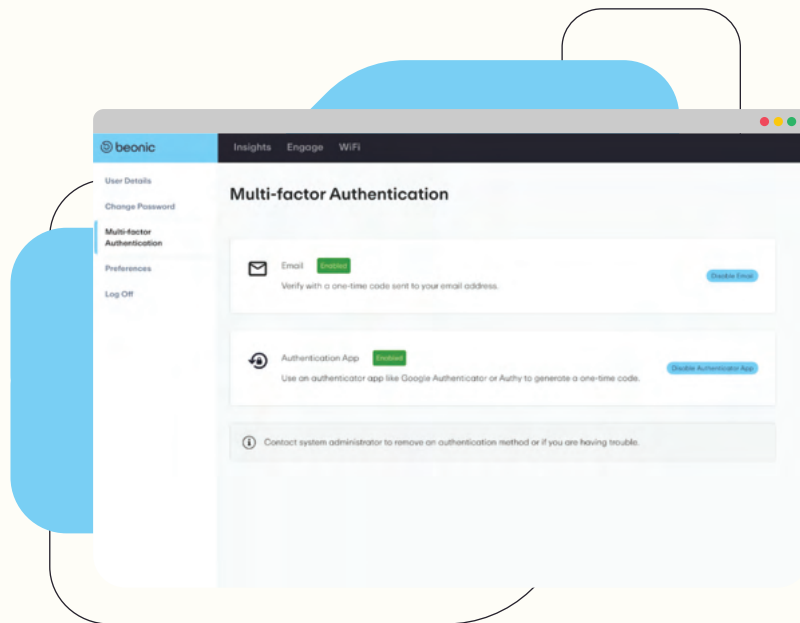 beonic
Insights Engage WiFi
User Details
Change Password
Multi-factor
Authentication
Preferences
Log Off
Multi-factor Authentication
Email Enabled
Verify with a one-time code sent to your email address.
Disable Email
Authentication App Enabled
Use an authenticator app like Google Authenticator or Authy to generate a one-time code.
Disable Authenticator App
Contact system administrator to remove an authentication method or if you are having trouble.